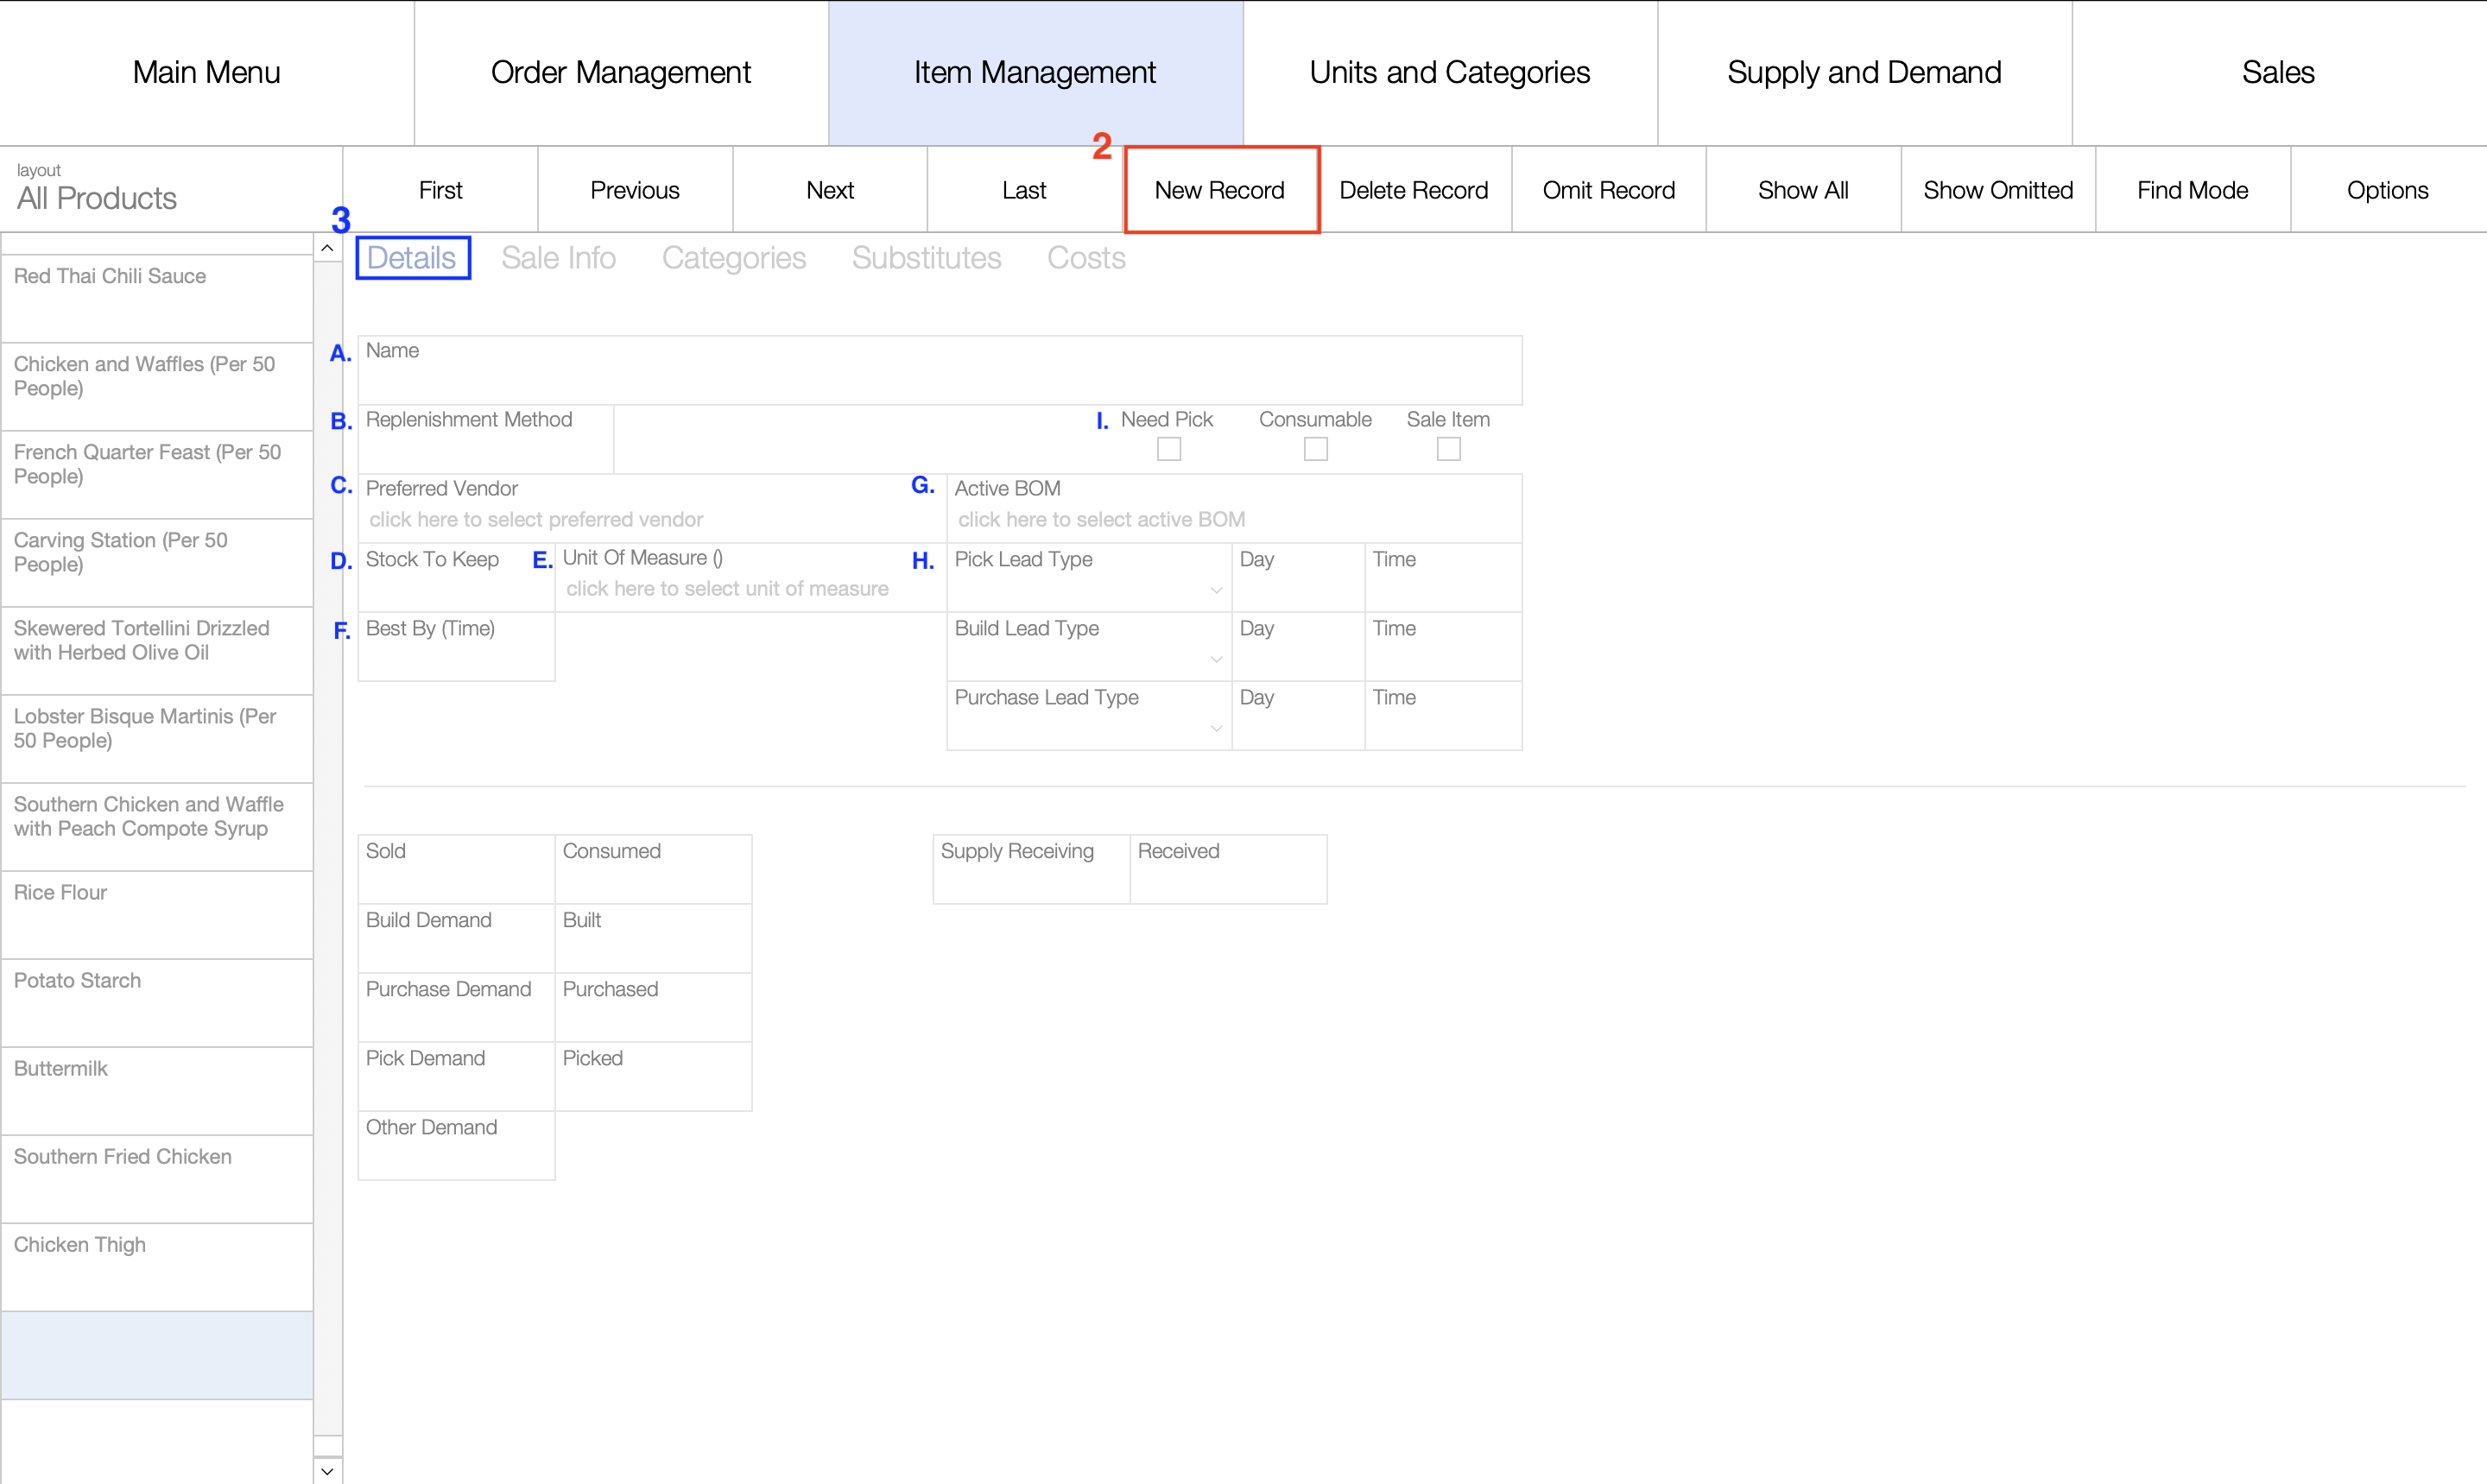 Main Menu
Order Management
Item Management
Units and Categories
Supply and Demand
Sales
layout
All Products
First
Previous
Next
Last
2
New Record
Delete Record
Omit Record
Show All
Show Omitted
Find Mode
Options
3
Details
Sale Info
Categories
Substitutes
Costs
Red Thai Chili Sauce
Chicken and Waffles (Per 50
People)
French Quarter Feast (Per 50
People)
Carving Station (Per 50
People)
Skewered Tortellini Drizzled
with Herbed Olive Oil
Lobster Bisque Martinis (Per
50 People)
Southern Chicken and Waffle
with Peach Compote Syrup
Rice Flour
Potato Starch
Buttermilk
Southern Fried Chicken
Chicken Thigh
A. Name
B. Replenishment Method
I. Need Pick
Consumable
Sale Item
C. Preferred Vendor
click here to select preferred vendor
G. Active BOM
click here to select active BOM
D. Stock To Keep
E. Unit Of Measure ()
click here to select unit of measure
H. Pick Lead Type
Day
Time
F. Best By (Time)
Build Lead Type
Day
Time
Purchase Lead Type
Day
Time
Sold
Consumed
Supply Receiving
Received
Build Demand
Built
Purchase Demand
Purchased
Pick Demand
Picked
Other Demand